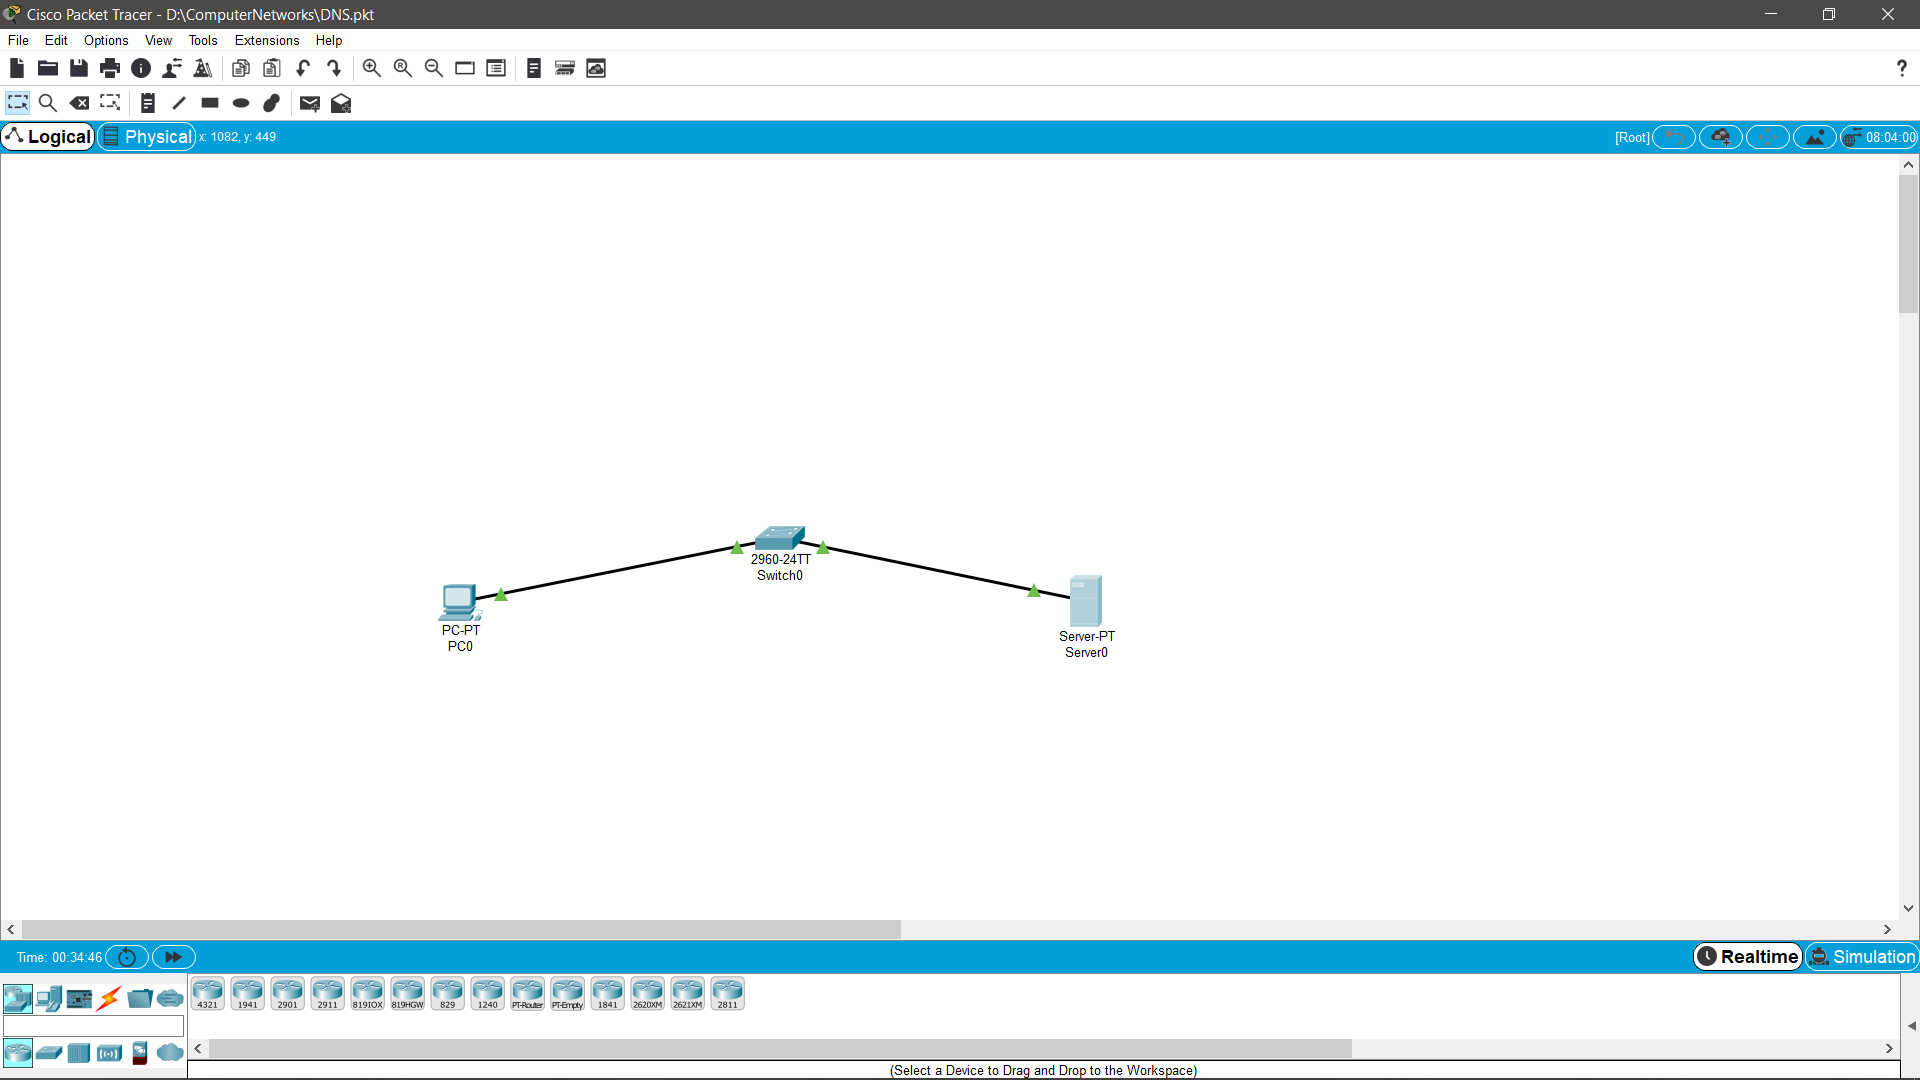 Cisco Packet Tracer - D:\ComputerNetworks\DNS.pkt
File Edit Options View Tools Extensions Help
?
Logical Physical x: 1082, y: 449 [Root] 08:04:00
2960-24TT
Switch0
PC-PT
PC0
Server-PT
Server0
Time: 00:34:46 Realtime Simulation
4321 1941 2901 2911 819IOX 819HGW 829 1240 PT-Router PT-Empty 1841 2620XM 2621XM 2811
(Select a Device to Drag and Drop to the Workspace)